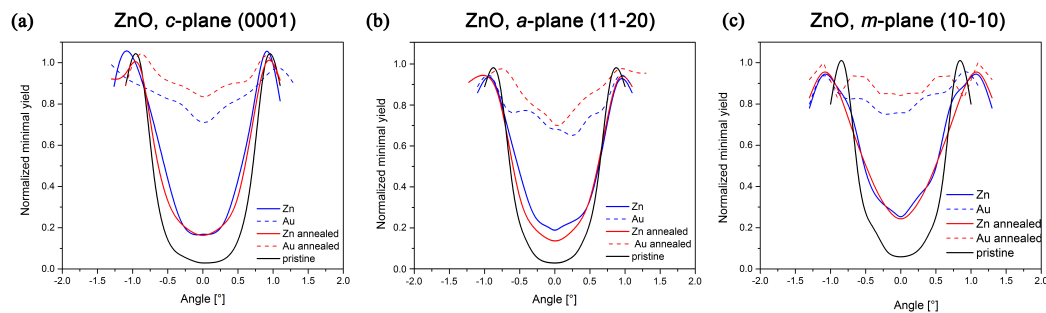 (a) ZnO, c-plane (0001)
Normalized minimal yield
1.0
0.8
0.6
0.4
0.2
0.0
Zn
Au
Zn annealed
Au annealed
pristine
-2.0 -1.5 -1.0 -0.5 0.0 0.5 1.0 1.5 2.0
Angle [°]
(b) ZnO, a-plane (11-20)
Normalized minimal yield
1.0
0.8
0.6
0.4
0.2
0.0
Zn
Au
Zn annealed
Au annealed
pristine
-2.0 -1.5 -1.0 -0.5 0.0 0.5 1.0 1.5 2.0
Angle [°]
(c) ZnO, m-plane (10-10)
Normalized minimal yield
1.0
0.8
0.6
0.4
0.2
0.0
Zn
Au
Zn annealed
Au annealed
pristine
-2.0 -1.5 -1.0 -0.5 0.0 0.5 1.0 1.5 2.0
Angle [°]